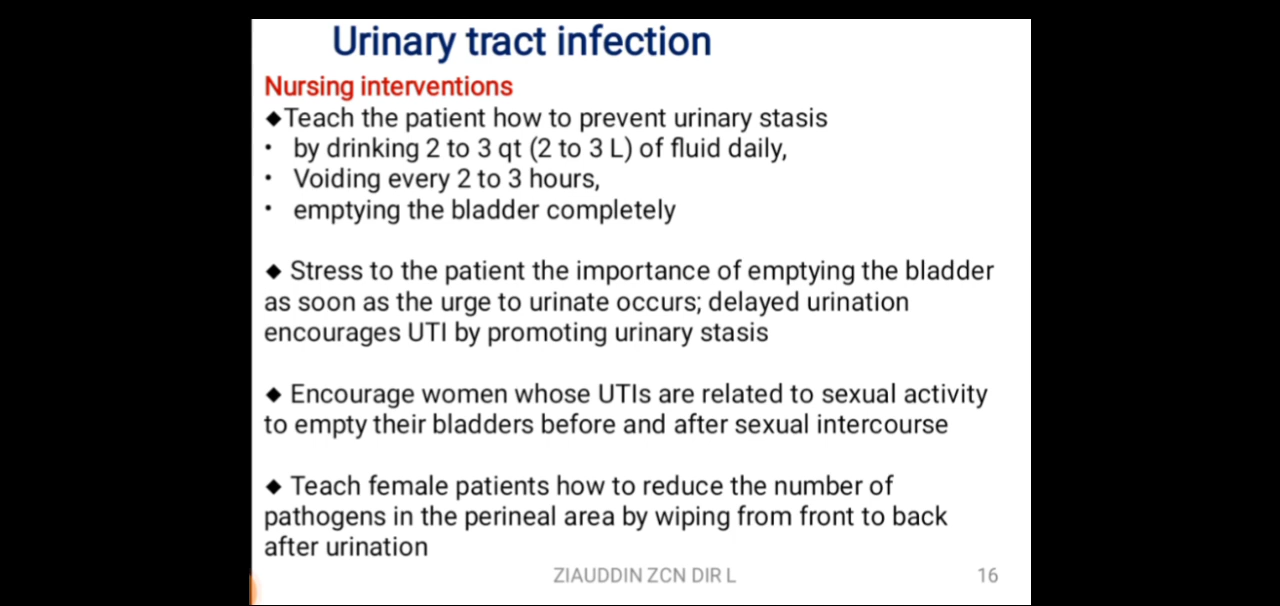 Urinary tract infection
Nursing interventions
◆Teach the patient how to prevent urinary stasis
• by drinking 2 to 3 qt (2 to 3 L) of fluid daily,
• Voiding every 2 to 3 hours,
• emptying the bladder completely
◆ Stress to the patient the importance of emptying the bladder
as soon as the urge to urinate occurs; delayed urination
encourages UTI by promoting urinary stasis
◆ Encourage women whose UTIs are related to sexual activity
to empty their bladders before and after sexual intercourse
◆ Teach female patients how to reduce the number of
pathogens in the perineal area by wiping from front to back
after urination
ZIAUDDIN ZCN DIR L 16